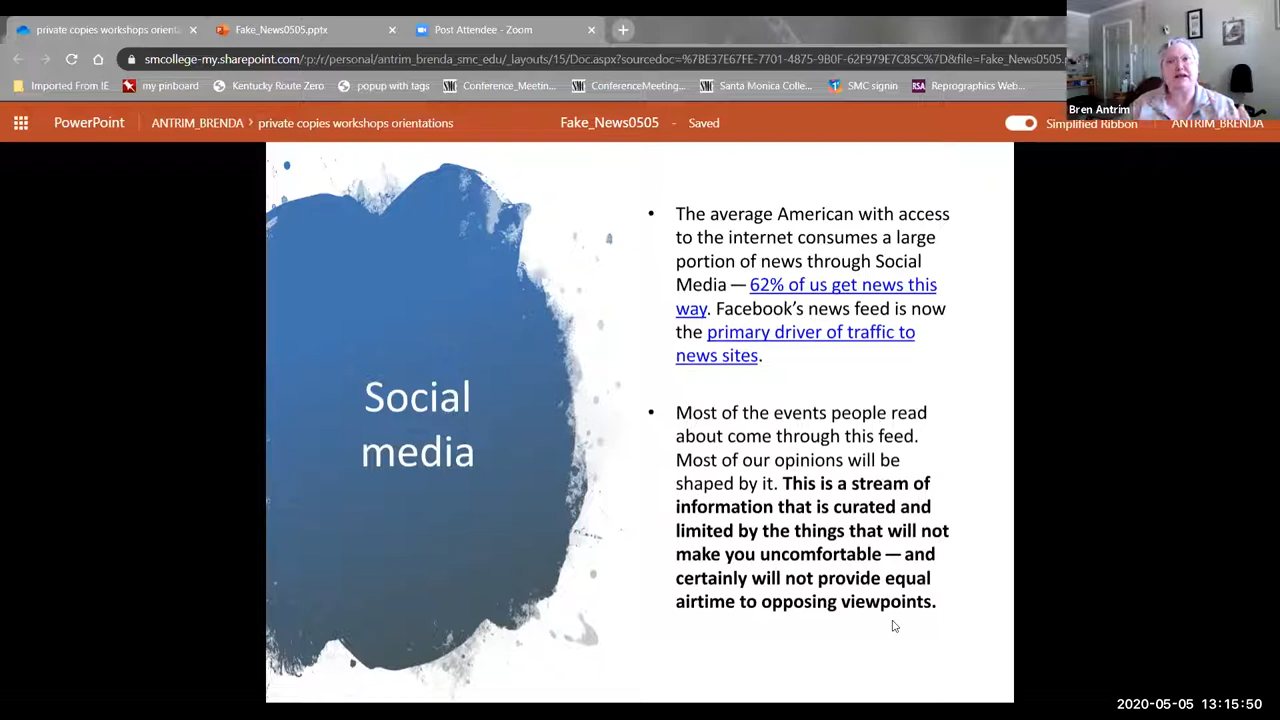 private copies workshops orienta
Fake_News0505.pptx
Post Attendee - Zoom
smcollege-my.sharepoint.com/:p:/r/personal/antrim_brenda_smc_edu/_layouts/15/Doc.aspx?sourcedoc=%7BE37E67FE-7701-4875-9B0F-62F979E7C85C%7D&file=Fake_News0505.
Imported From IE
my pinboard
Kentucky Route Zero
popup with tags
Conference_Meetin...
ConferenceMeeting...
Santa Monica Colle...
SMC signin
Reprographics Web...
Bren Antrim
PowerPoint
ANTRIM_BRENDA > private copies workshops orientations
Fake_News0505 - Saved
Simplified Ribbon
ANTRIM_BRENDA
Social
media
• The average American with access
to the internet consumes a large
portion of news through Social
Media — 62% of us get news this
way. Facebook’s news feed is now
the primary driver of traffic to
news sites.
• Most of the events people read
about come through this feed.
Most of our opinions will be
shaped by it. This is a stream of
information that is curated and
limited by the things that will not
make you uncomfortable — and
certainly will not provide equal
airtime to opposing viewpoints.
2020-05-05 13:15:50